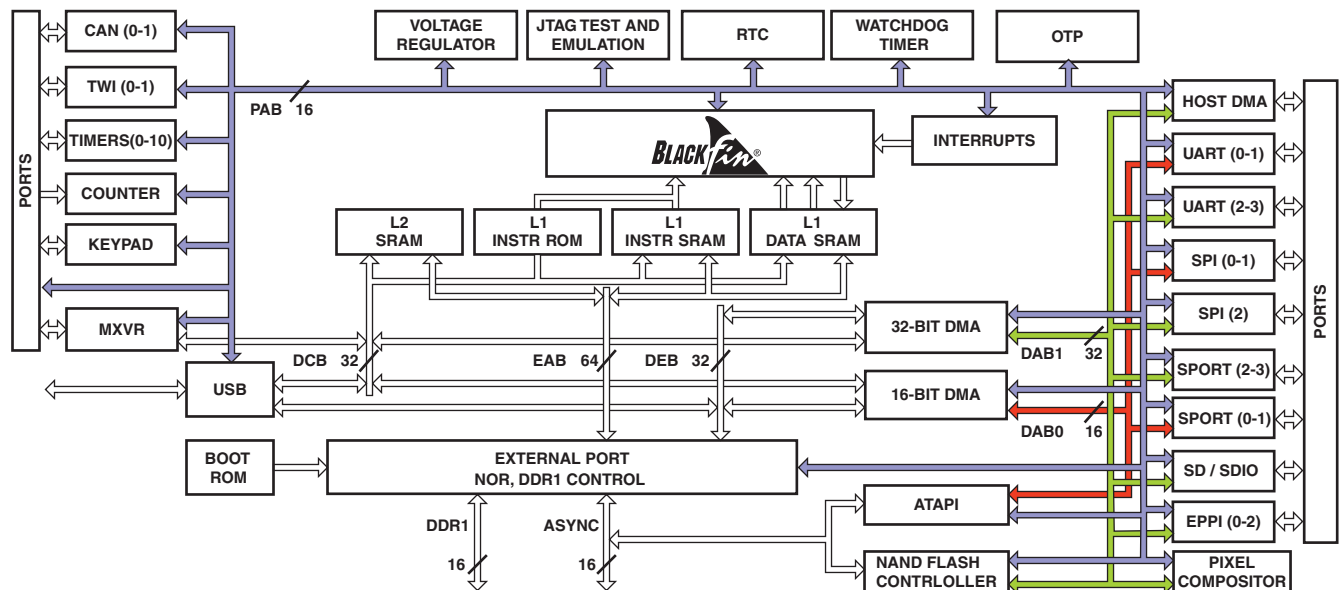 VOLTAGE
REGULATOR
JTAG TEST AND
EMULATION
RTC
WATCHDOG
TIMER
OTP
PORTS
CAN (0-1)
TWI (0-1)
TIMERS(0-10)
COUNTER
KEYPAD
MXVR
USB
BOOT
ROM
PAB
16
BLACKfin®
INTERRUPTS
L2
SRAM
L1
INSTR ROM
L1
INSTR SRAM
L1
DATA SRAM
DCB
32
EAB
64
DEB
32
32-BIT DMA
16-BIT DMA
DAB1
32
DAB0
16
EXTERNAL PORT
NOR, DDR1 CONTROL
DDR1
16
ASYNC
16
ATAPI
NAND FLASH
CONTRLOLLER
HOST DMA
UART (0-1)
UART (2-3)
SPI (0-1)
SPI (2)
SPORT (2-3)
SPORT (0-1)
SD / SDIO
EPPI (0-2)
PIXEL
COMPOSITOR
PORTS